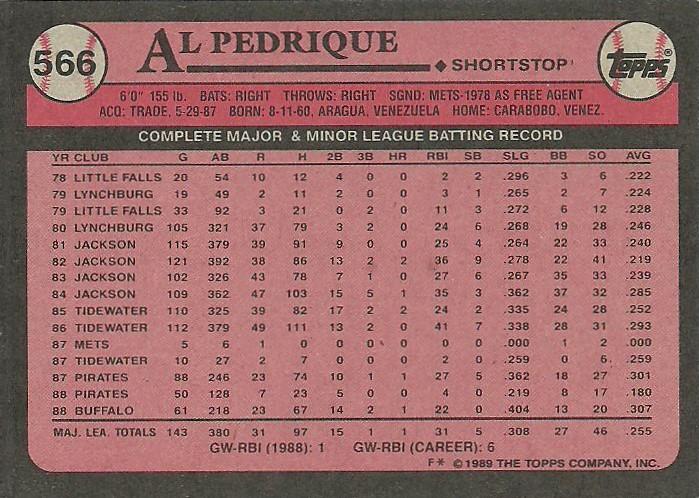 566
AL PEDRIQUE
◆ SHORTSTOP
TOPPS®
6'0" 155 lb. BATS: RIGHT THROWS: RIGHT SGND: METS-1978 AS FREE AGENT
ACQ: TRADE, 5-29-87 BORN: 8-11-60, ARAGUA, VENEZUELA HOME: CARABOBO, VENEZ.
COMPLETE MAJOR & MINOR LEAGUE BATTING RECORD
YR CLUB G AB R H 2B 3B HR RBI SB SLG BB SO AVG
78 LITTLE FALLS 20 54 10 12 4 0 0 2 2 .296 3 6 .222
79 LYNCHBURG 19 49 2 11 2 0 0 3 1 .265 2 7 .224
79 LITTLE FALLS 33 92 3 21 0 2 0 11 3 .272 6 12 .228
80 LYNCHBURG 105 321 37 79 3 2 0 24 6 .268 19 28 .246
81 JACKSON 115 379 39 91 9 0 0 25 4 .264 22 33 .240
82 JACKSON 121 392 38 86 13 2 2 36 9 .278 22 41 .219
83 JACKSON 102 326 43 78 7 1 0 27 6 .267 35 33 .239
84 JACKSON 109 362 47 103 15 5 1 35 3 .362 37 32 .285
85 TIDEWATER 110 325 39 82 17 2 2 24 2 .335 24 28 .252
86 TIDEWATER 112 379 49 111 13 2 0 41 7 .338 28 31 .293
87 METS 5 6 1 0 0 0 0 0 0 .000 1 2 .000
87 TIDEWATER 10 27 2 7 0 0 0 2 0 .259 0 6 .259
87 PIRATES 88 246 23 74 10 1 1 27 5 .362 18 27 .301
88 PIRATES 50 128 7 23 5 0 0 4 0 .219 8 17 .180
88 BUFFALO 61 218 23 67 14 2 1 22 0 .404 13 20 .307
MAJ. LEA. TOTALS 143 380 31 97 15 1 1 31 5 .308 27 46 .255
GW-RBI (1988): 1 GW-RBI (CAREER): 6
F* ©1989 THE TOPPS COMPANY, INC.